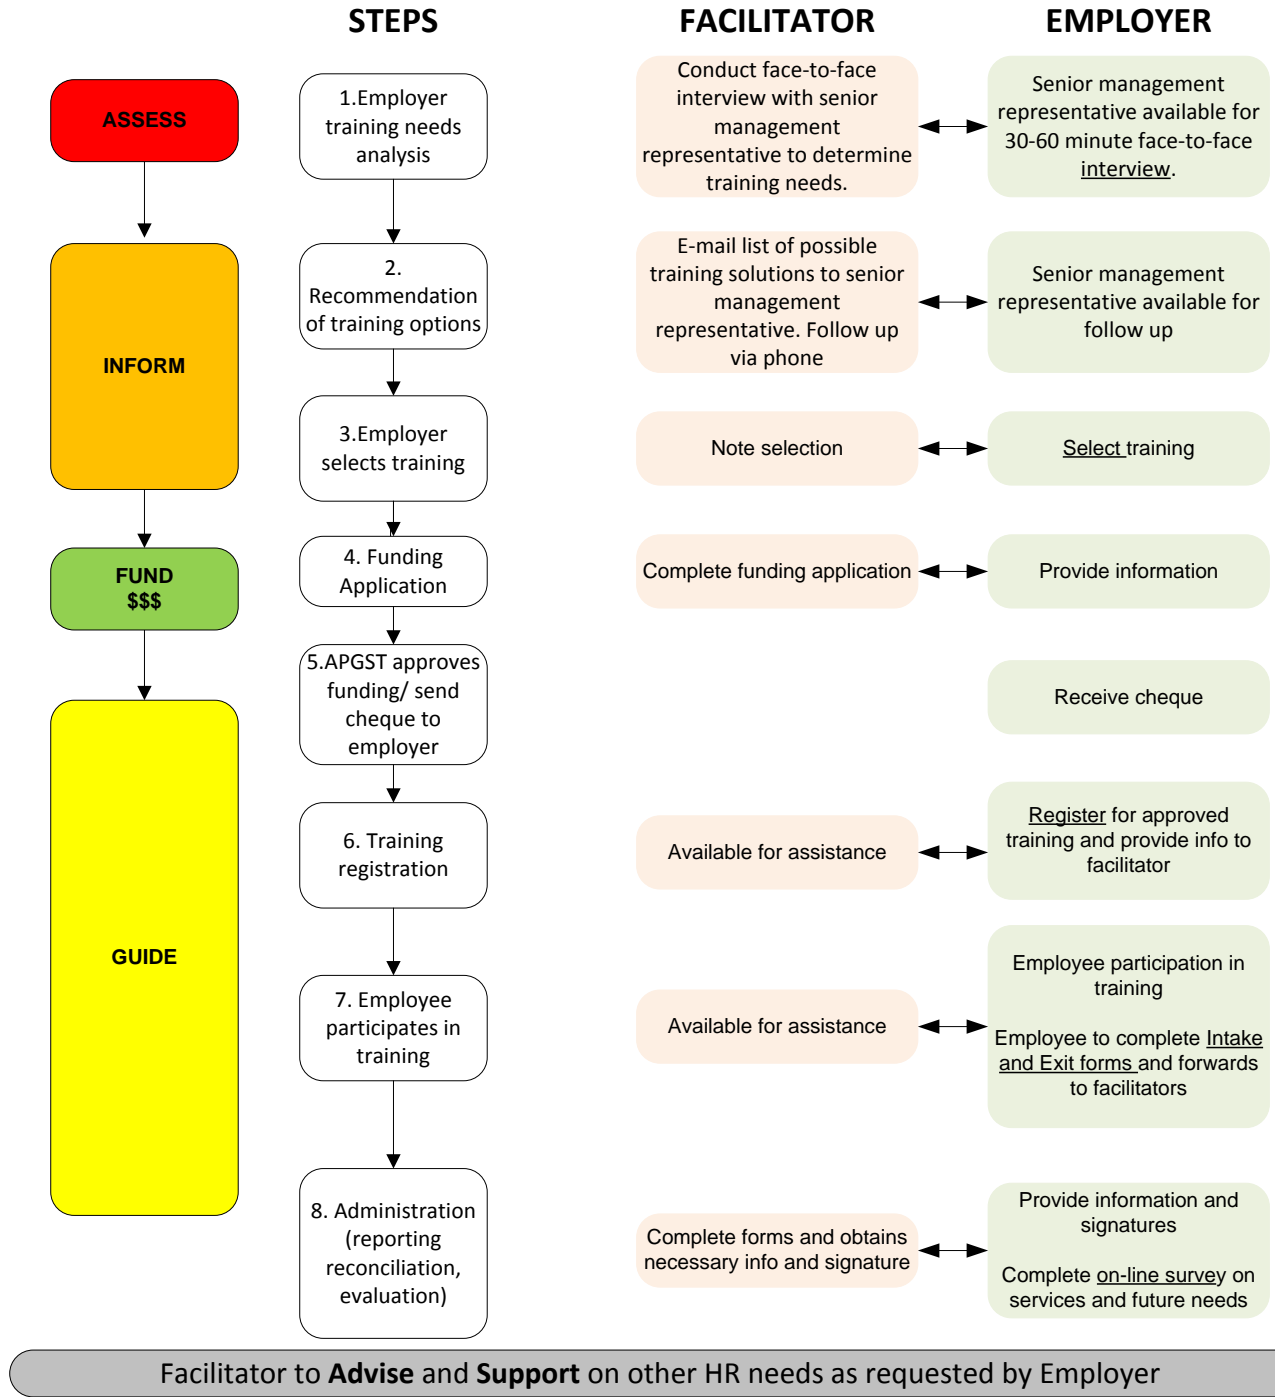 STEPS
FACILITATOR
EMPLOYER
ASSESS
1.Employer
training needs
analysis
Conduct face-to-face
interview with senior
management
representative to determine
training needs.
Senior management
representative available for
30-60 minute face-to-face
interview.
INFORM
2.
Recommendation
of training options
E-mail list of possible
training solutions to senior
management
representative. Follow up
via phone
Senior management
representative available for
follow up
3.Employer
selects training
Note selection
Select training
FUND
$$$
4. Funding
Application
Complete funding application
Provide information
5.APGST approves
funding/ send
cheque to
employer
Receive cheque
GUIDE
6. Training
registration
Available for assistance
Register for approved
training and provide info to
facilitator
7. Employee
participates in
training
Available for assistance
Employee participation in
training
Employee to complete Intake
and Exit forms and forwards
to facilitators
8. Administration
(reporting
reconciliation,
evaluation)
Complete forms and obtains
necessary info and signature
Provide information and
signatures
Complete on-line survey on
services and future needs
Facilitator to Advise and Support on other HR needs as requested by Employer